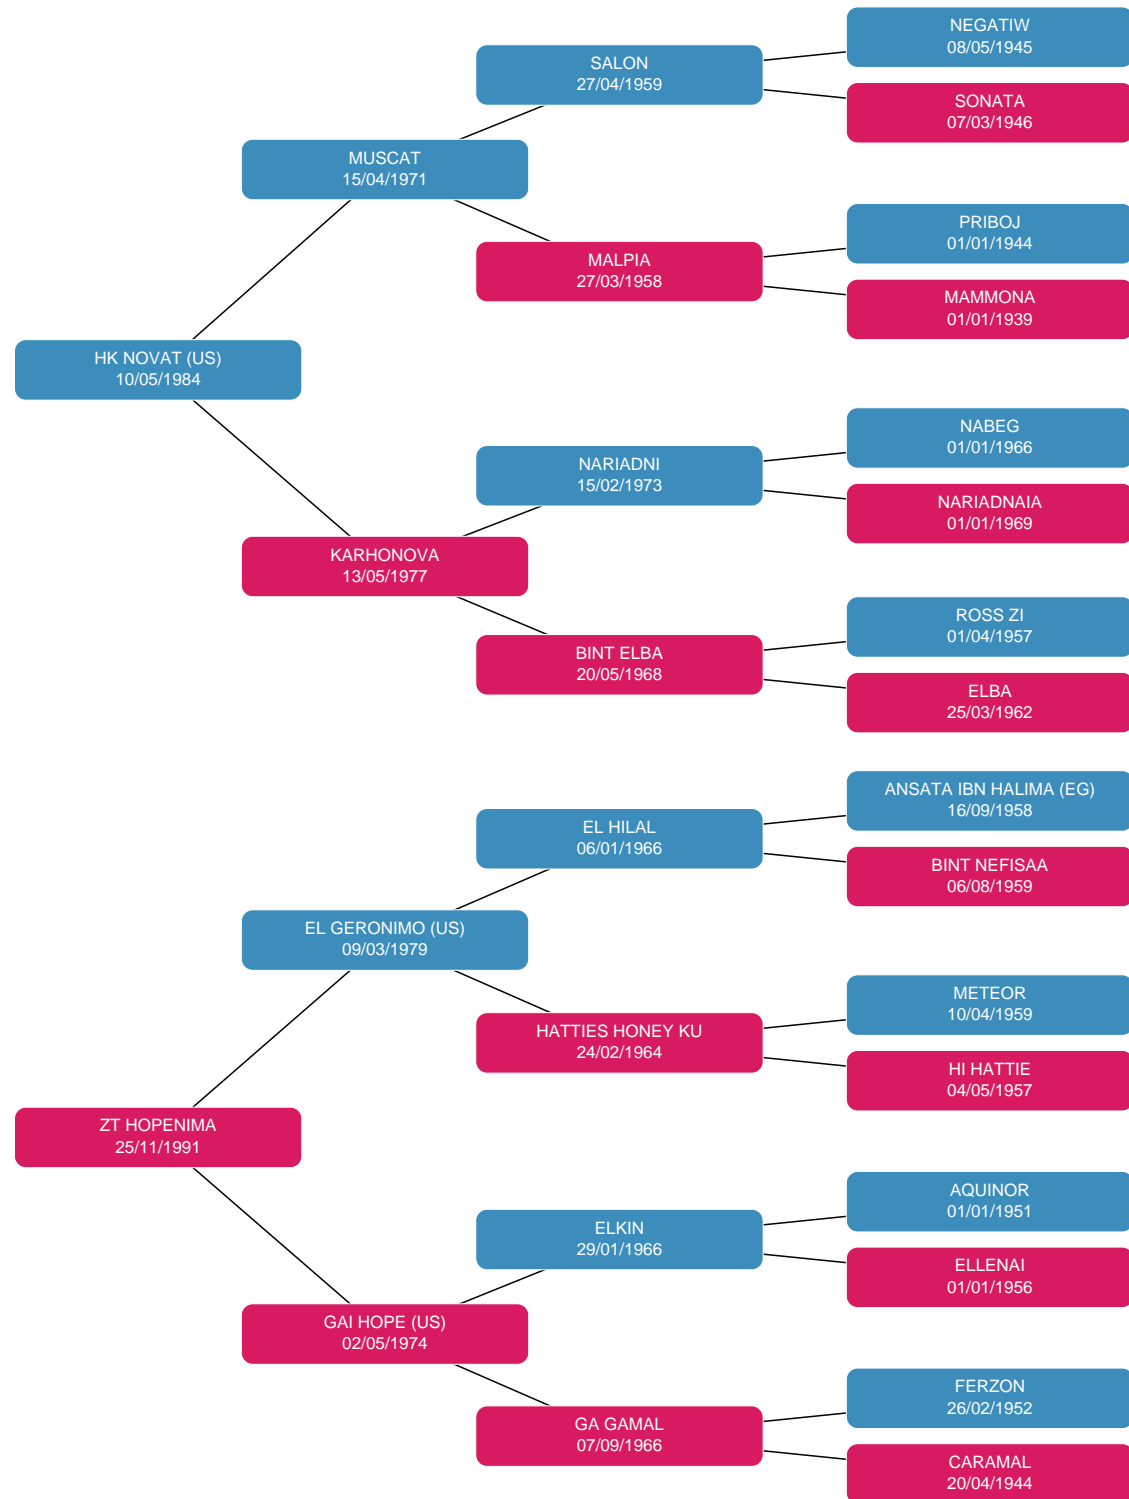 NEGATIW
08/05/1945
SALON
27/04/1959
SONATA
07/03/1946
MUSCAT
15/04/1971
PRIBOJ
01/01/1944
MALPIA
27/03/1958
MAMMONA
01/01/1939
HK NOVAT (US)
10/05/1984
NABEG
01/01/1966
NARIADNI
15/02/1973
NARIADNAIA
01/01/1969
KARHONOVA
13/05/1977
ROSS ZI
01/04/1957
BINT ELBA
20/05/1968
ELBA
25/03/1962
ANSATA IBN HALIMA (EG)
16/09/1958
EL HILAL
06/01/1966
BINT NEFISAA
06/08/1959
EL GERONIMO (US)
09/03/1979
METEOR
10/04/1959
HATTIES HONEY KU
24/02/1964
HI HATTIE
04/05/1957
ZT HOPENIMA
25/11/1991
AQUINOR
01/01/1951
ELKIN
29/01/1966
ELLENAI
01/01/1956
GAI HOPE (US)
02/05/1974
FERZON
26/02/1952
GA GAMAL
07/09/1966
CARAMAL
20/04/1944